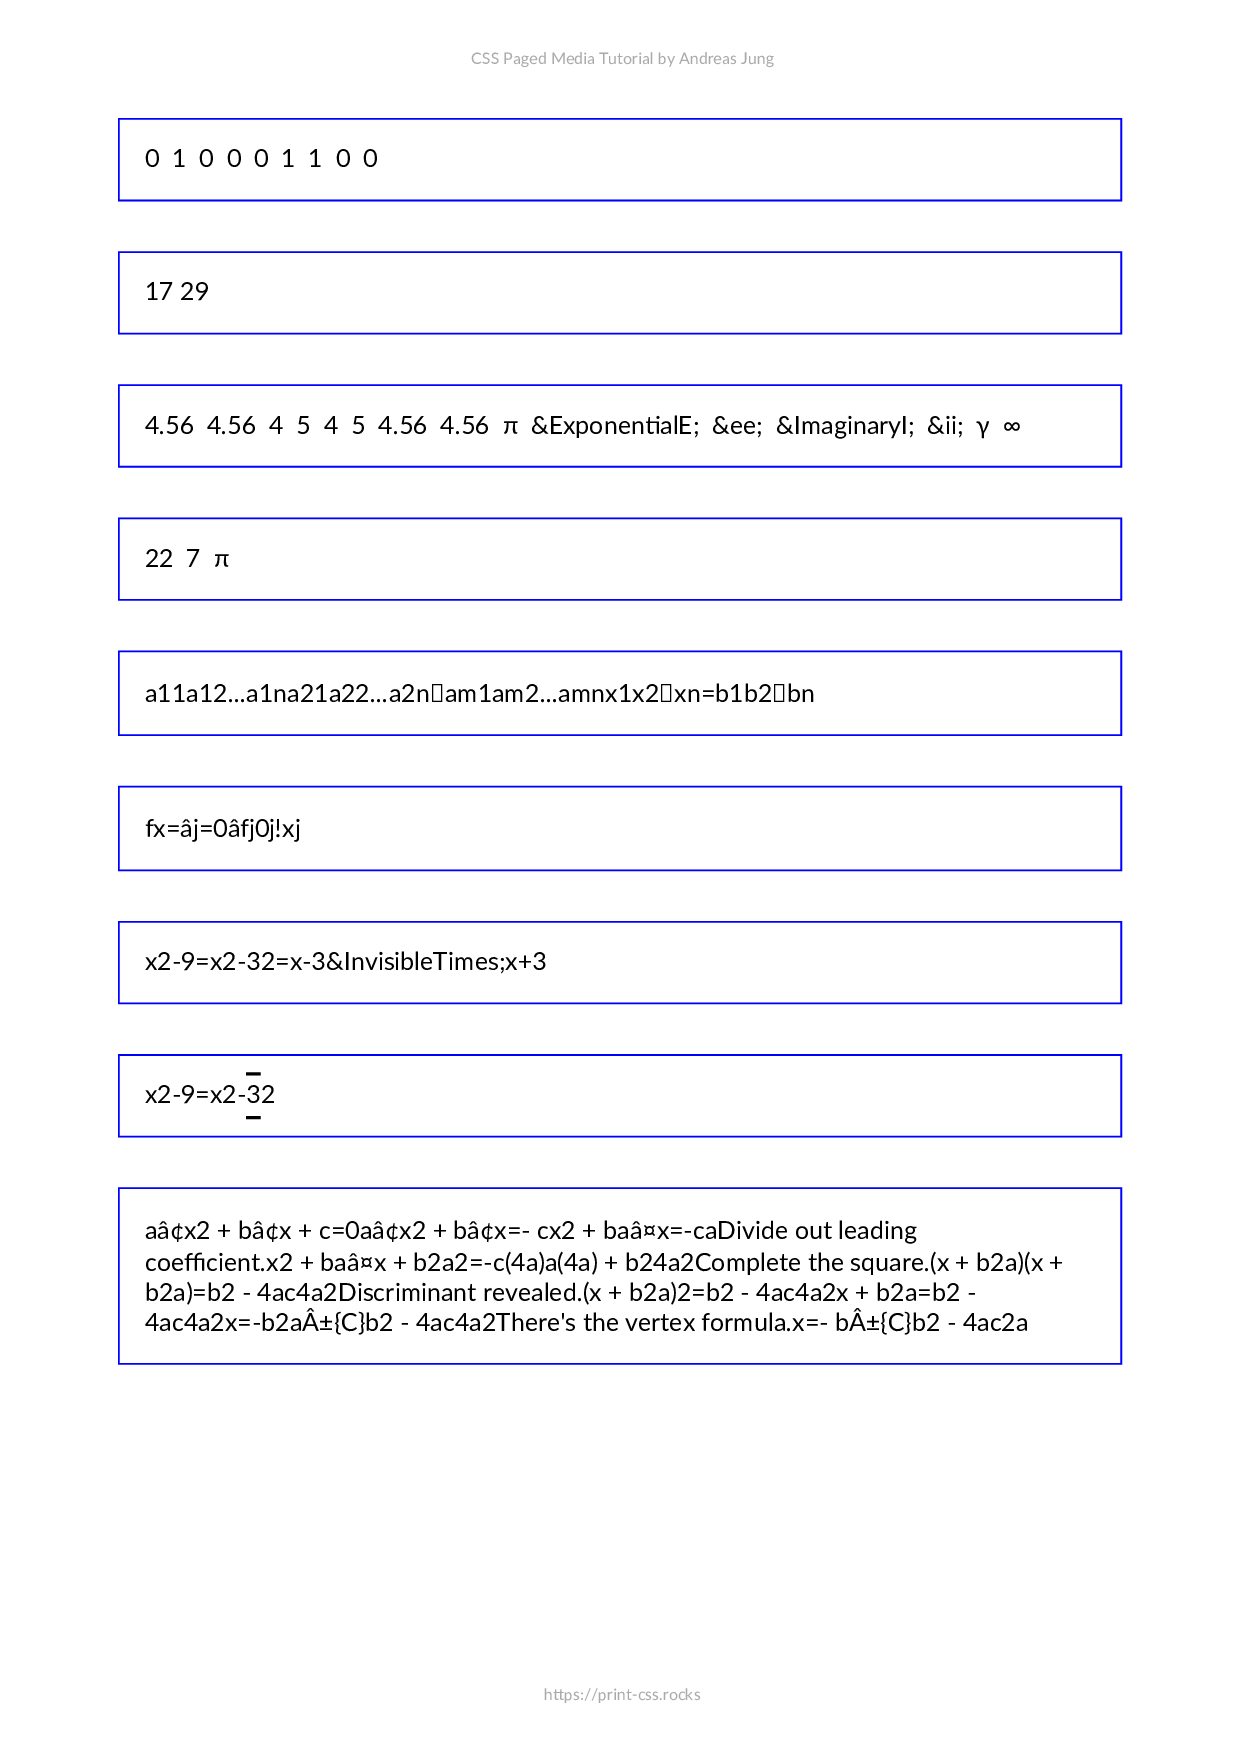 CSS Paged Media Tutorial by Andreas Jung
0 1 0 0 0 1 1 0 0
17 29
4.56 4.56 4 5 4 5 4.56 4.56 π &ExponentialE; &ee; &ImaginaryI; &ii; γ ∞
22 7 π
a11a12...a1na21a22...a2n▯am1am2...amnx1x2▯xn=b1b2▯bn
fx=âj=0âfj0j!xj
x2-9=x2-32=x-3&InvisibleTimes;x+3
x2-9=x2-32
aâ¢x2 + bâ¢x + c=0aâ¢x2 + bâ¢x=- cx2 + baâ¤x=-caDivide out leading
coefficient.x2 + baâ¤x + b2a2=-c(4a)a(4a) + b24a2Complete the square.(x + b2a)(x +
b2a)=b2 - 4ac4a2Discriminant revealed.(x + b2a)2=b2 - 4ac4a2x + b2a=b2 -
4ac4a2x=-b2aÂ±{C}b2 - 4ac4a2There's the vertex formula.x=- bÂ±{C}b2 - 4ac2a
https://print-css.rocks